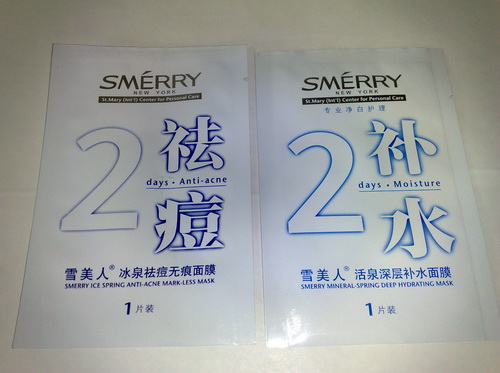 SMERRY
NEW YORK
St.Mary (Int'l) Center for Personal Care
2
祛
days · Anti-acne
痘
雪美人® 冰泉祛痘无痕面膜
SMERRY ICE SPRING ANTI-ACNE MARK-LESS MASK
1片装
SMÉRRY
NEW YORK
St.Mary (Int'l) Center for Personal Care
专业净白护理
2
补
days · Moisture
水
雪美人® 活泉深层补水面膜
SMERRY MINERAL-SPRING DEEP HYDRATING MASK
1片装